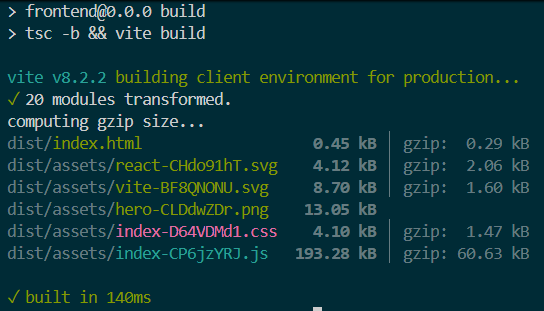 > frontend@0.0.0 build
> tsc -b && vite build
vite v8.2.2 building client environment for production...
✓ 20 modules transformed.
computing gzip size...
dist/index.html                   0.45 kB │ gzip:  0.29 kB
dist/assets/react-CHdo91hT.svg    4.12 kB │ gzip:  2.06 kB
dist/assets/vite-BF8QNONU.svg     8.70 kB │ gzip:  1.60 kB
dist/assets/hero-CLDdwZDr.png    13.05 kB
dist/assets/index-D64VDMd1.css    4.10 kB │ gzip:  1.47 kB
dist/assets/index-CP6jzYRJ.js   193.28 kB │ gzip: 60.63 kB
✓ built in 140ms